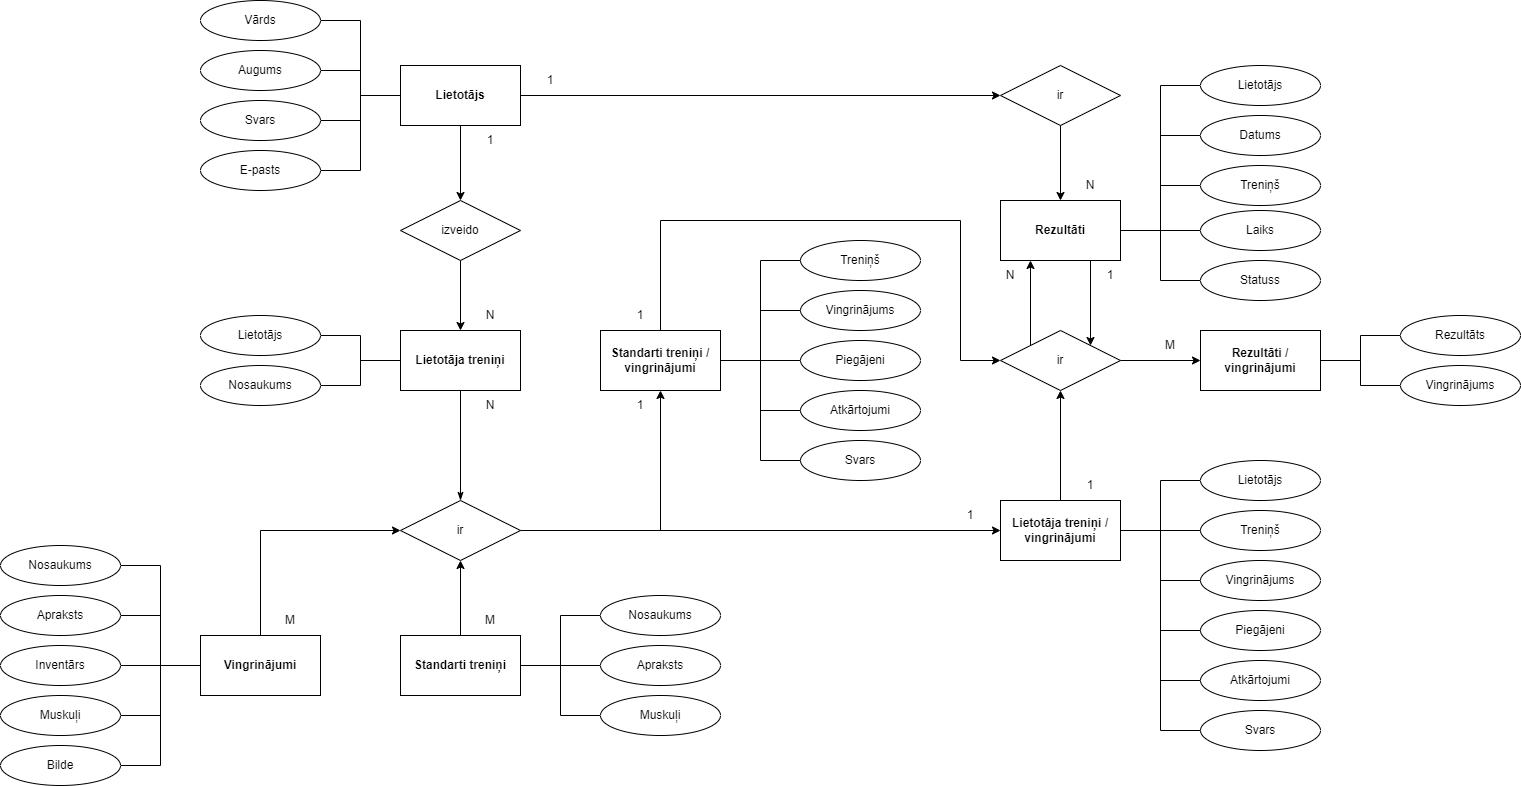 Vārds
Augums
Svars
E-pasts
Lietotājs
1
1
ir
Lietotājs
Datums
Treniņš
Laiks
Statuss
N
Rezultāti
izveido
N
1
N
Lietotājs
Nosaukums
Lietotāja treniņi
N
1
Standarti treniņi /
vingrinājumi
1
Treniņš
Vingrinājums
Piegājeni
Atkārtojumi
Svars
ir
M
Rezultāti /
vingrinājumi
Rezultāts
Vingrinājums
ir
1
1
Lietotāja treniņi /
vingrinājumi
Lietotājs
Treniņš
Vingrinājums
Piegājeni
Atkārtojumi
Svars
Nosaukums
Apraksts
Inventārs
Muskuļi
Bilde
M
Vingrinājumi
M
Standarti treniņi
Nosaukums
Apraksts
Muskuļi